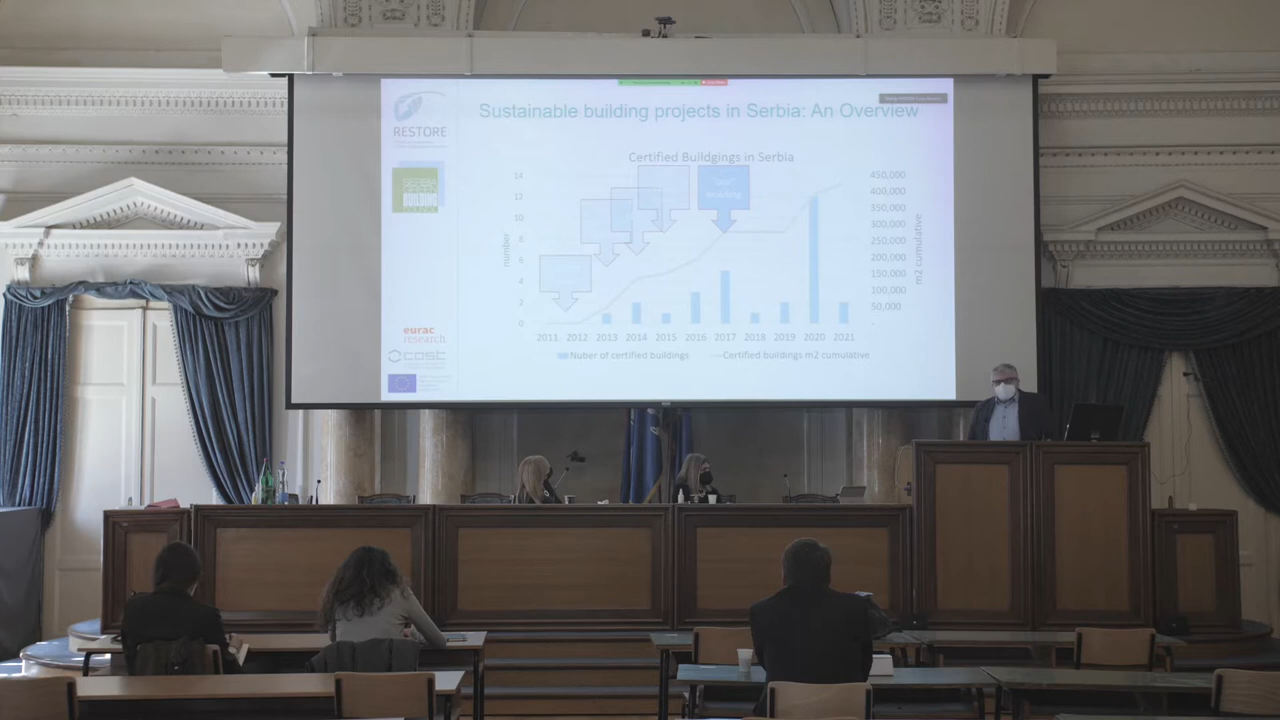 Sustainable building projects in Serbia: An Overview
RESTORE
BUILDING
eurac
research
cost
Certified Buildgings in Serbia
number
14
12
10
8
6
4
2
0
building
450,000
400,000
350,000
300,000
250,000
200,000
150,000
100,000
50,000
-
m2 cumulative
2011 2012 2013 2014 2015 2016 2017 2018 2019 2020 2021
Nuber of certified buildings
Certified buildings m2 cumulative